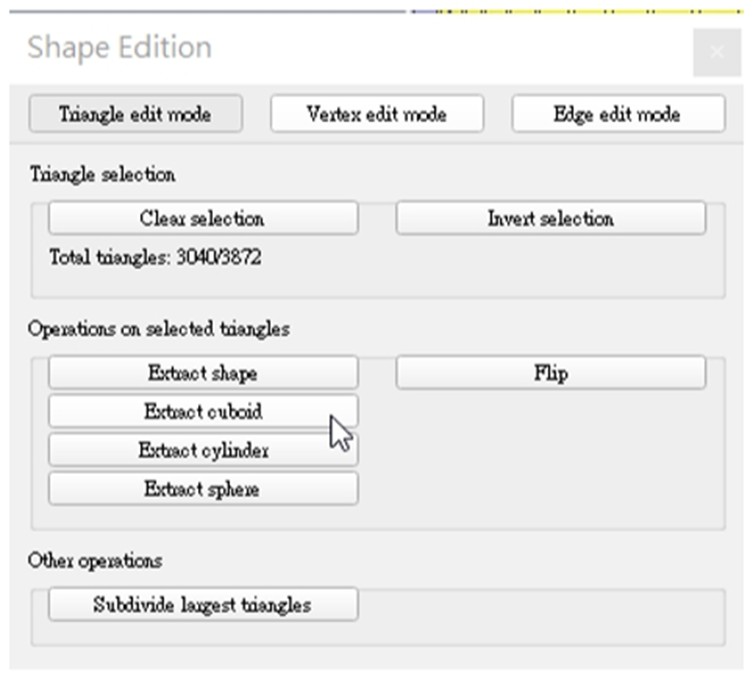 Shape Edition
Triangle edit mode Vertex edit mode Edge edit mode
Triangle selection
Clear selection Invert selection
Total triangles: 3040/3872
Operations on selected triangles
Extract shape Flip
Extract cuboid
Extract cylinder
Extract sphere
Other operations
Subdivide largest triangles